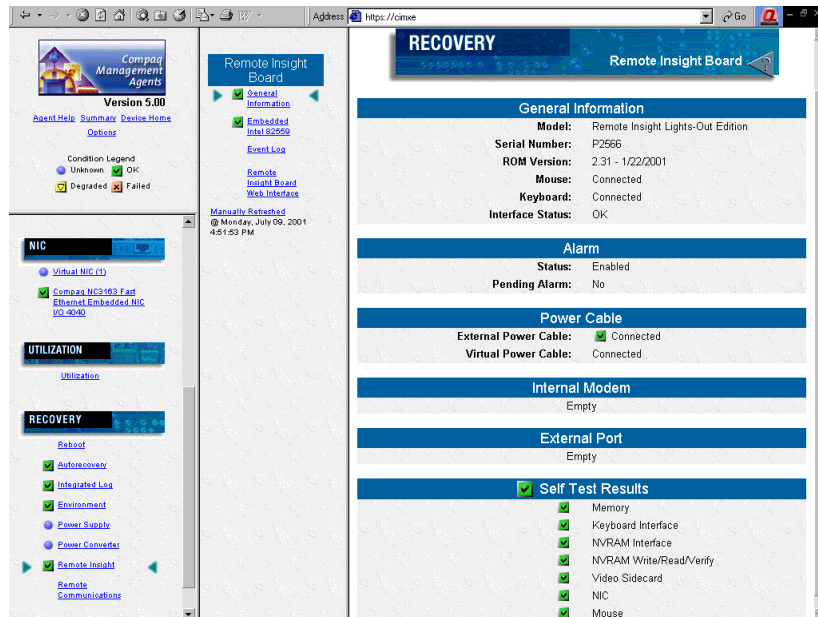 Address https://cimxe Go
Compaq
Management
Agents
Version 5.00
Agent Help Summary Device Home
Options
Condition Legend
Unknown OK
Degraded Failed
NIC
Virtual NIC (1)
Compaq NC3163 Fast
Ethernet Embedded NIC
I/O 4040
UTILIZATION
Utilization
RECOVERY
Reboot
Autorecovery
Integrated Log
Environment
Power Supply
Power Converter
Remote Insight
Remote
Communications
Remote Insight
Board
General
Information
Embedded
Intel 82559
Event Log
Remote
Insight Board
Web Interface
Manually Refreshed
@ Monday, July 09, 2001
4:51:53 PM
RECOVERY
Remote Insight Board ?
General Information
Model: Remote Insight Lights-Out Edition
Serial Number: P2566
ROM Version: 2.31 - 1/22/2001
Mouse: Connected
Keyboard: Connected
Interface Status: OK
Alarm
Status: Enabled
Pending Alarm: No
Power Cable
External Power Cable: Connected
Virtual Power Cable: Connected
Internal Modem
Empty
External Port
Empty
Self Test Results
Memory
Keyboard Interface
NVRAM Interface
NVRAM Write/Read/Verify
Video Sidecard
NIC
Mouse